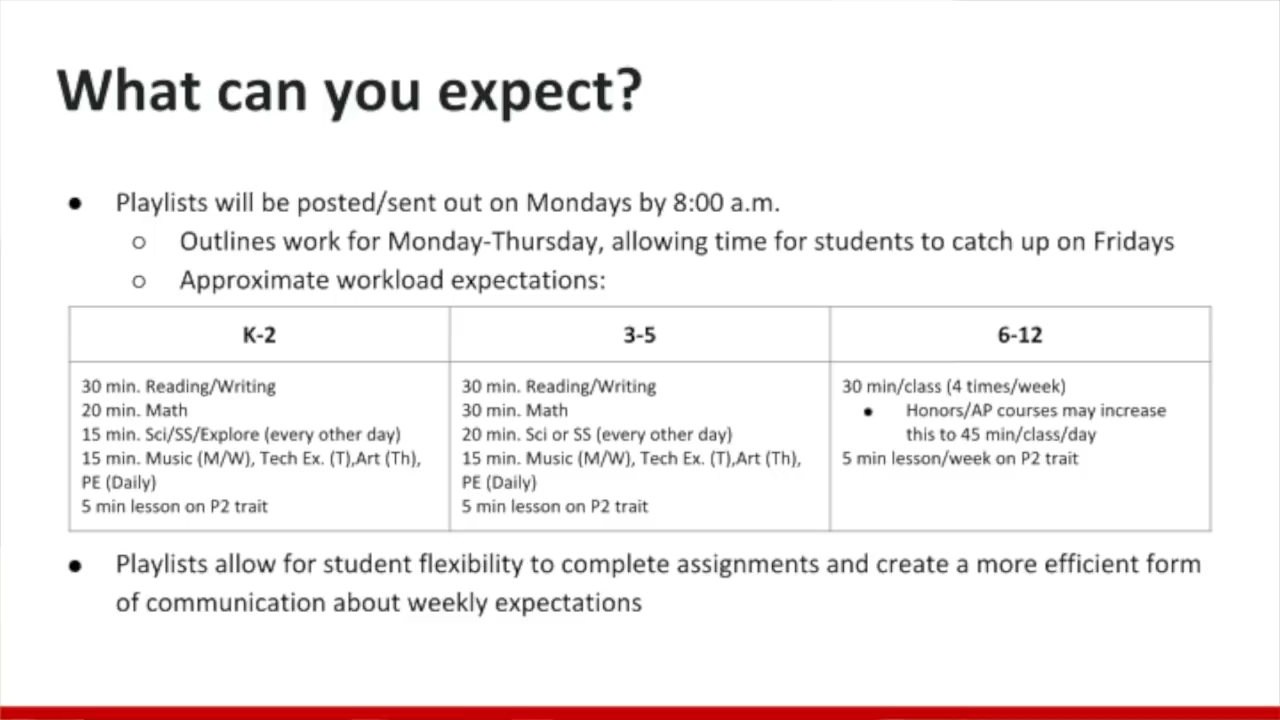 What can you expect?
● Playlists will be posted/sent out on Mondays by 8:00 a.m.
○ Outlines work for Monday-Thursday, allowing time for students to catch up on Fridays
○ Approximate workload expectations:
K-2
30 min. Reading/Writing
20 min. Math
15 min. Sci/SS/Explore (every other day)
15 min. Music (M/W), Tech Ex. (T),Art (Th),
PE (Daily)
5 min lesson on P2 trait
3-5
30 min. Reading/Writing
30 min. Math
20 min. Sci or SS (every other day)
15 min. Music (M/W), Tech Ex. (T),Art (Th),
PE (Daily)
5 min lesson on P2 trait
6-12
30 min/class (4 times/week)
● Honors/AP courses may increase
this to 45 min/class/day
5 min lesson/week on P2 trait
● Playlists allow for student flexibility to complete assignments and create a more efficient form
of communication about weekly expectations